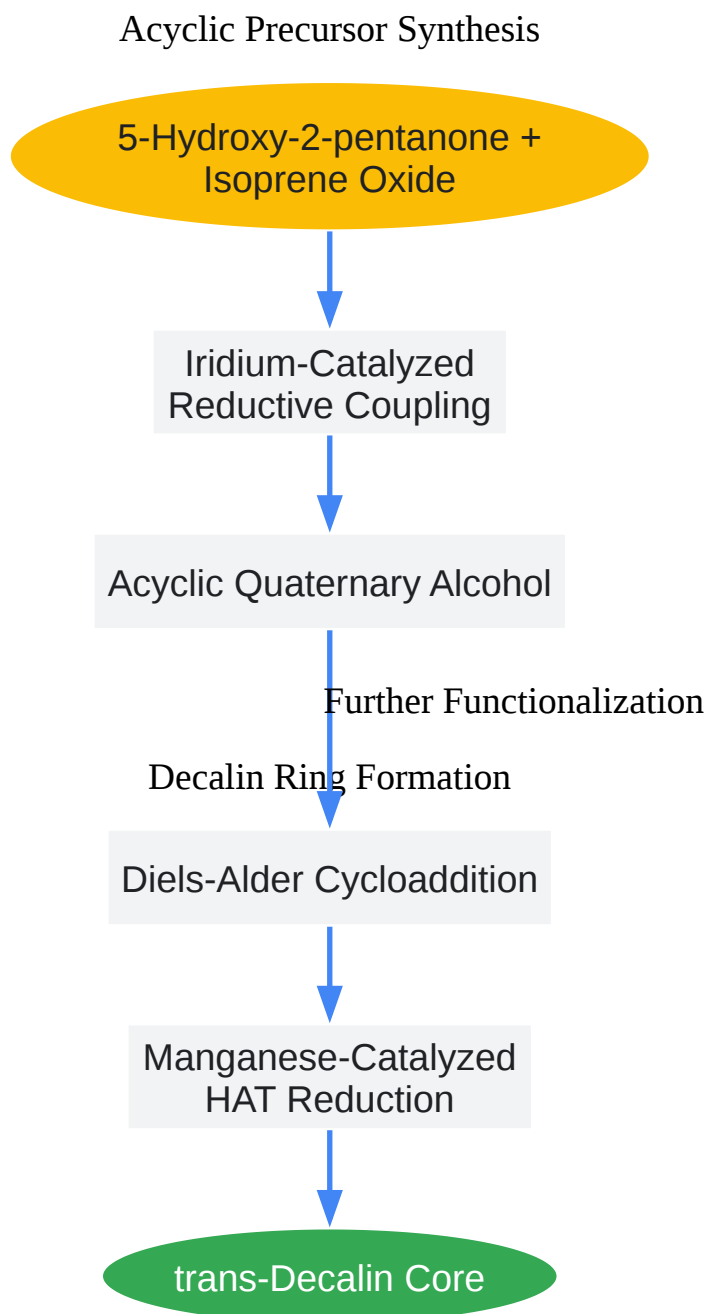 Acyclic Precursor Synthesis
5-Hydroxy-2-pentanone +
Isoprene Oxide
Iridium-Catalyzed
Reductive Coupling
Acyclic Quaternary Alcohol
Further Functionalization
Decalin Ring Formation
Diels-Alder Cycloaddition
Manganese-Catalyzed
HAT Reduction
trans-Decalin Core